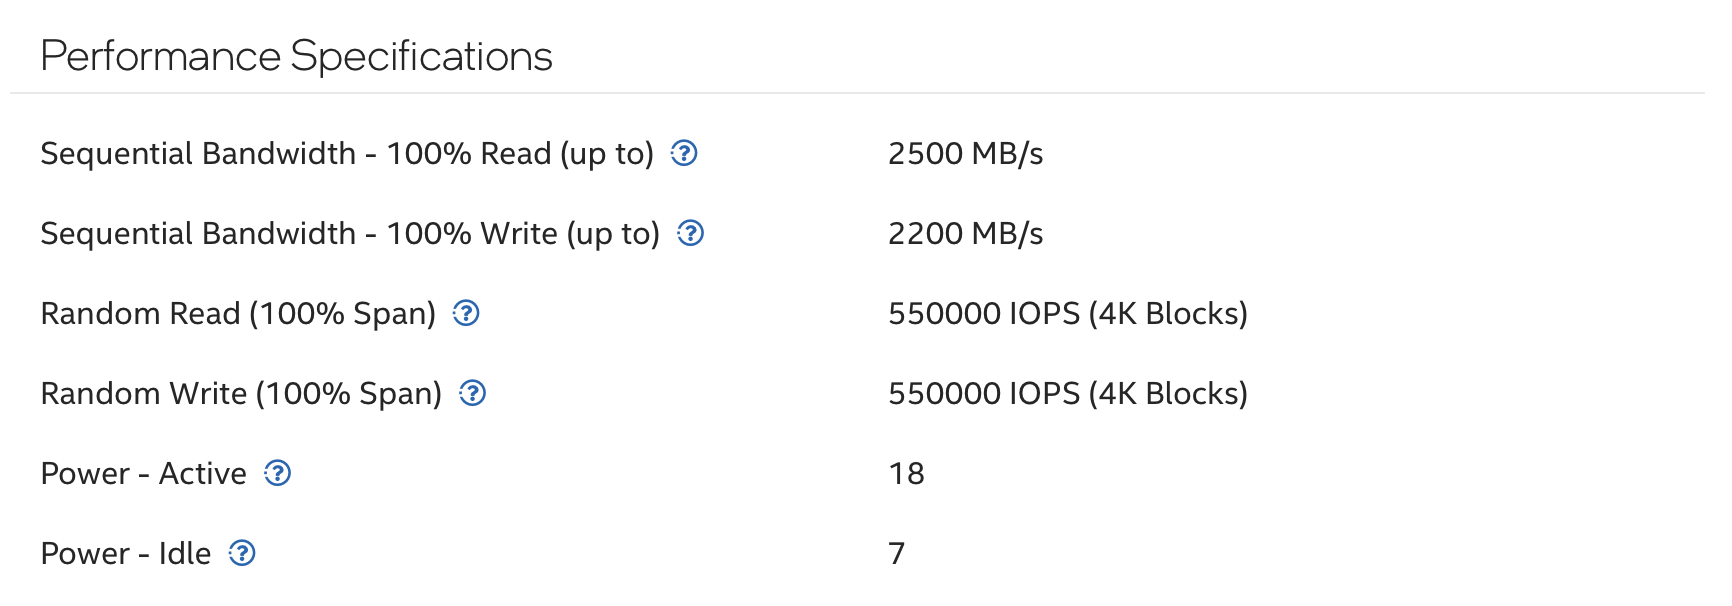 Performance Specifications
Sequential Bandwidth - 100% Read (up to) ? 2500 MB/s
Sequential Bandwidth - 100% Write (up to) ? 2200 MB/s
Random Read (100% Span) ? 550000 IOPS (4K Blocks)
Random Write (100% Span) ? 550000 IOPS (4K Blocks)
Power - Active ? 18
Power - Idle ? 7